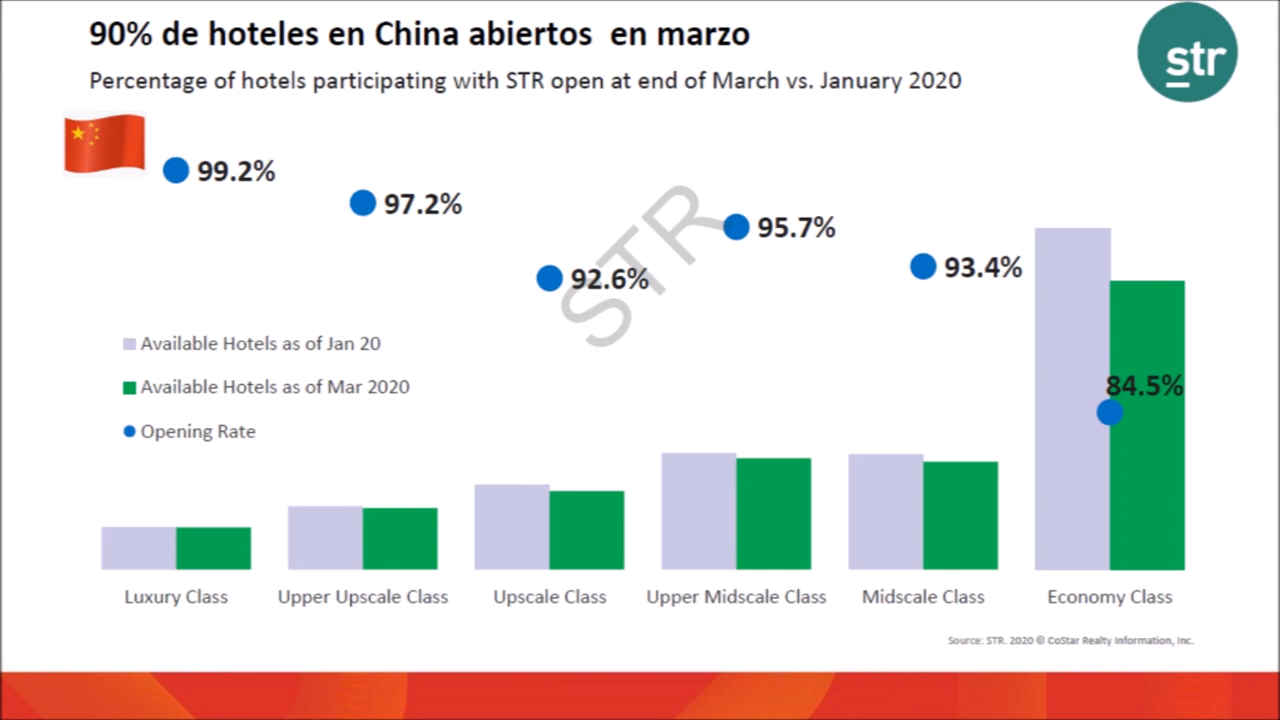 90% de hoteles en China abiertos  en marzo
str
Percentage of hotels participating with STR open at end of March vs. January 2020
99.2%
97.2%
92.6%
95.7%
93.4%
84.5%
STR
Available Hotels as of Jan 20
Available Hotels as of Mar 2020
Opening Rate
Luxury Class
Upper Upscale Class
Upscale Class
Upper Midscale Class
Midscale Class
Economy Class
Source: STR. 2020 © CoStar Realty Information, Inc.